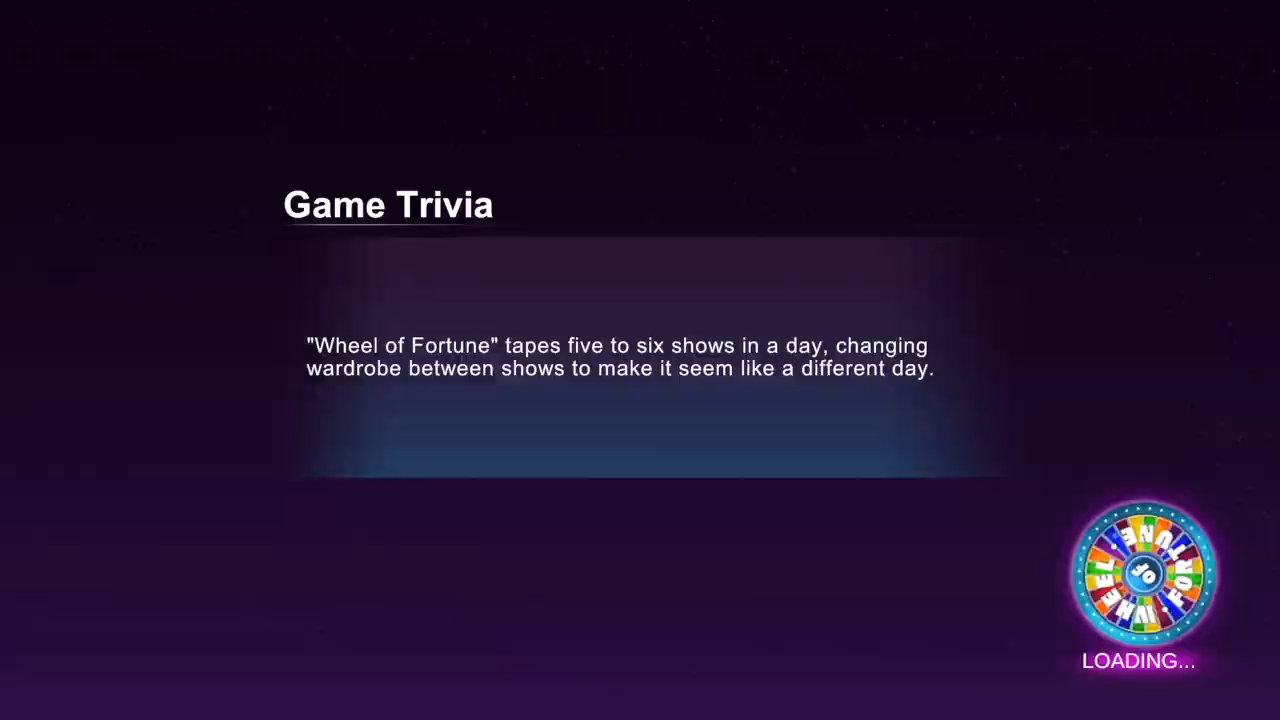 Game Trivia
"Wheel of Fortune" tapes five to six shows in a day, changing
wardrobe between shows to make it seem like a different day.
WHEEL OF FORTUNE
LOADING...